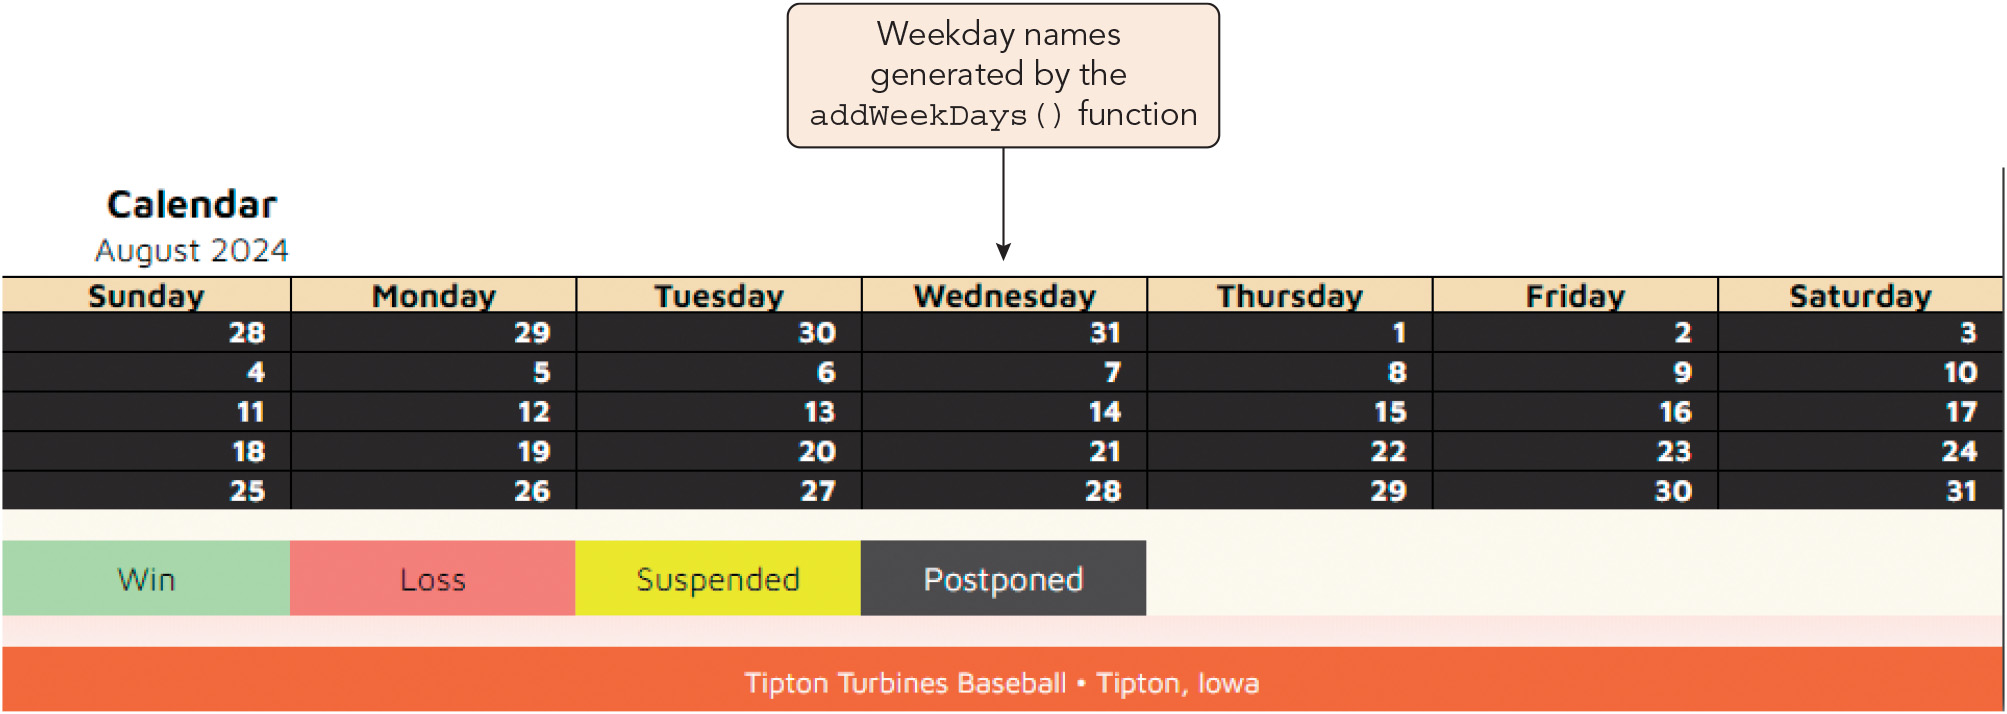 Weekday names
generated by the
addWeekDays() function
Calendar
August 2024
Sunday Monday Tuesday Wednesday Thursday Friday Saturday
28 29 30 31 1 2 3
4 5 6 7 8 9 10
11 12 13 14 15 16 17
18 19 20 21 22 23 24
25 26 27 28 29 30 31
Win Loss Suspended Postponed
Tipton Turbines Baseball • Tipton, Iowa